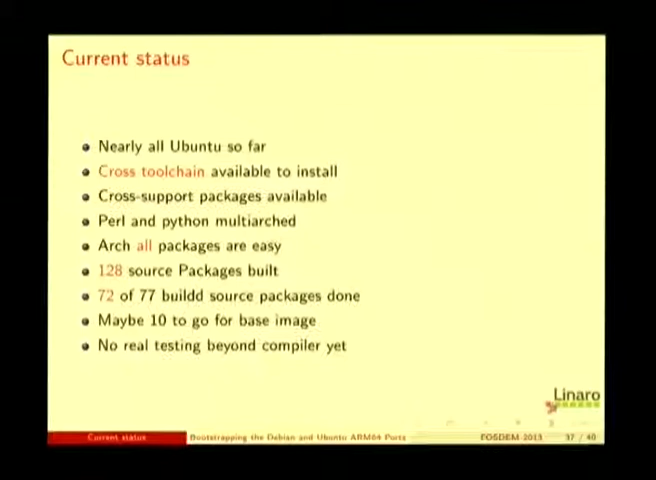 Current status
Nearly all Ubuntu so far
Cross toolchain available to install
Cross-support packages available
Perl and python multiarched
Arch all packages are easy
128 source Packages built
72 of 77 buildd source packages done
Maybe 10 to go for base image
No real testing beyond compiler yet
Linaro
Current status Bootstrapping the Debian and Ubuntu ARM64 Ports FOSDEM 2013 37 / 40